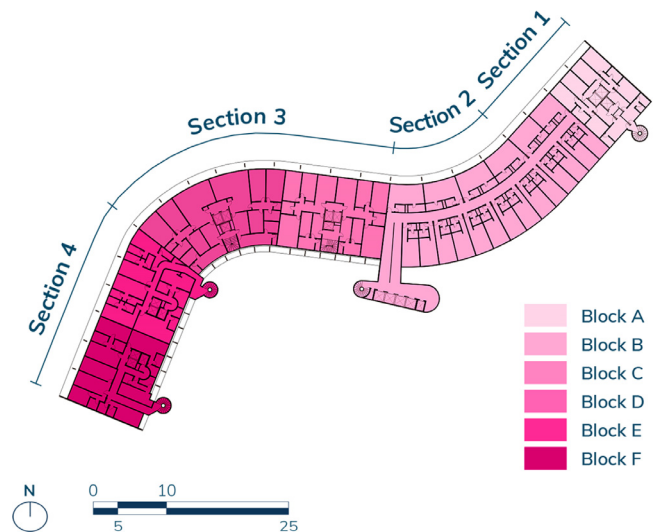 Section 1
Section 2
Section 3
Section 4
Block A
Block B
Block C
Block D
Block E
Block F
N
0 10
5 25